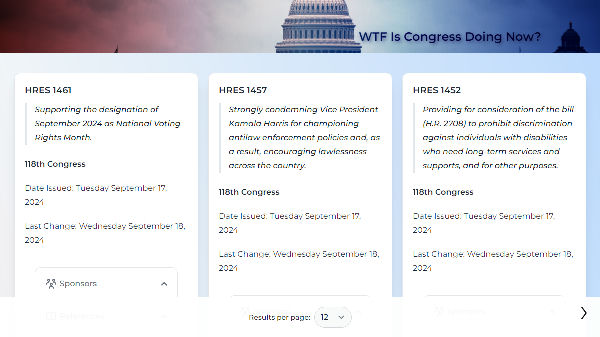 WTF Is Congress Doing Now?
HRES 1461
Supporting the designation of
September 2024 as National Voting
Rights Month.
118th Congress
Date Issued: Tuesday September 17,
2024
Last Change: Wednesday September 18,
2024
Sponsors
HRES 1457
Strongly condemning Vice President
Kamala Harris for championing
antilaw enforcement policies and, as
a result, encouraging lawlessness
across the country.
118th Congress
Date Issued: Tuesday September 17,
2024
Last Change: Wednesday September 18,
2024
HRES 1452
Providing for consideration of the bill
(H.R. 2708) to prohibit discrimination
against individuals with disabilities
who need long-term services and
supports, and for other purposes.
118th Congress
Date Issued: Tuesday September 17,
2024
Last Change: Wednesday September 18,
2024
Results per page: 12